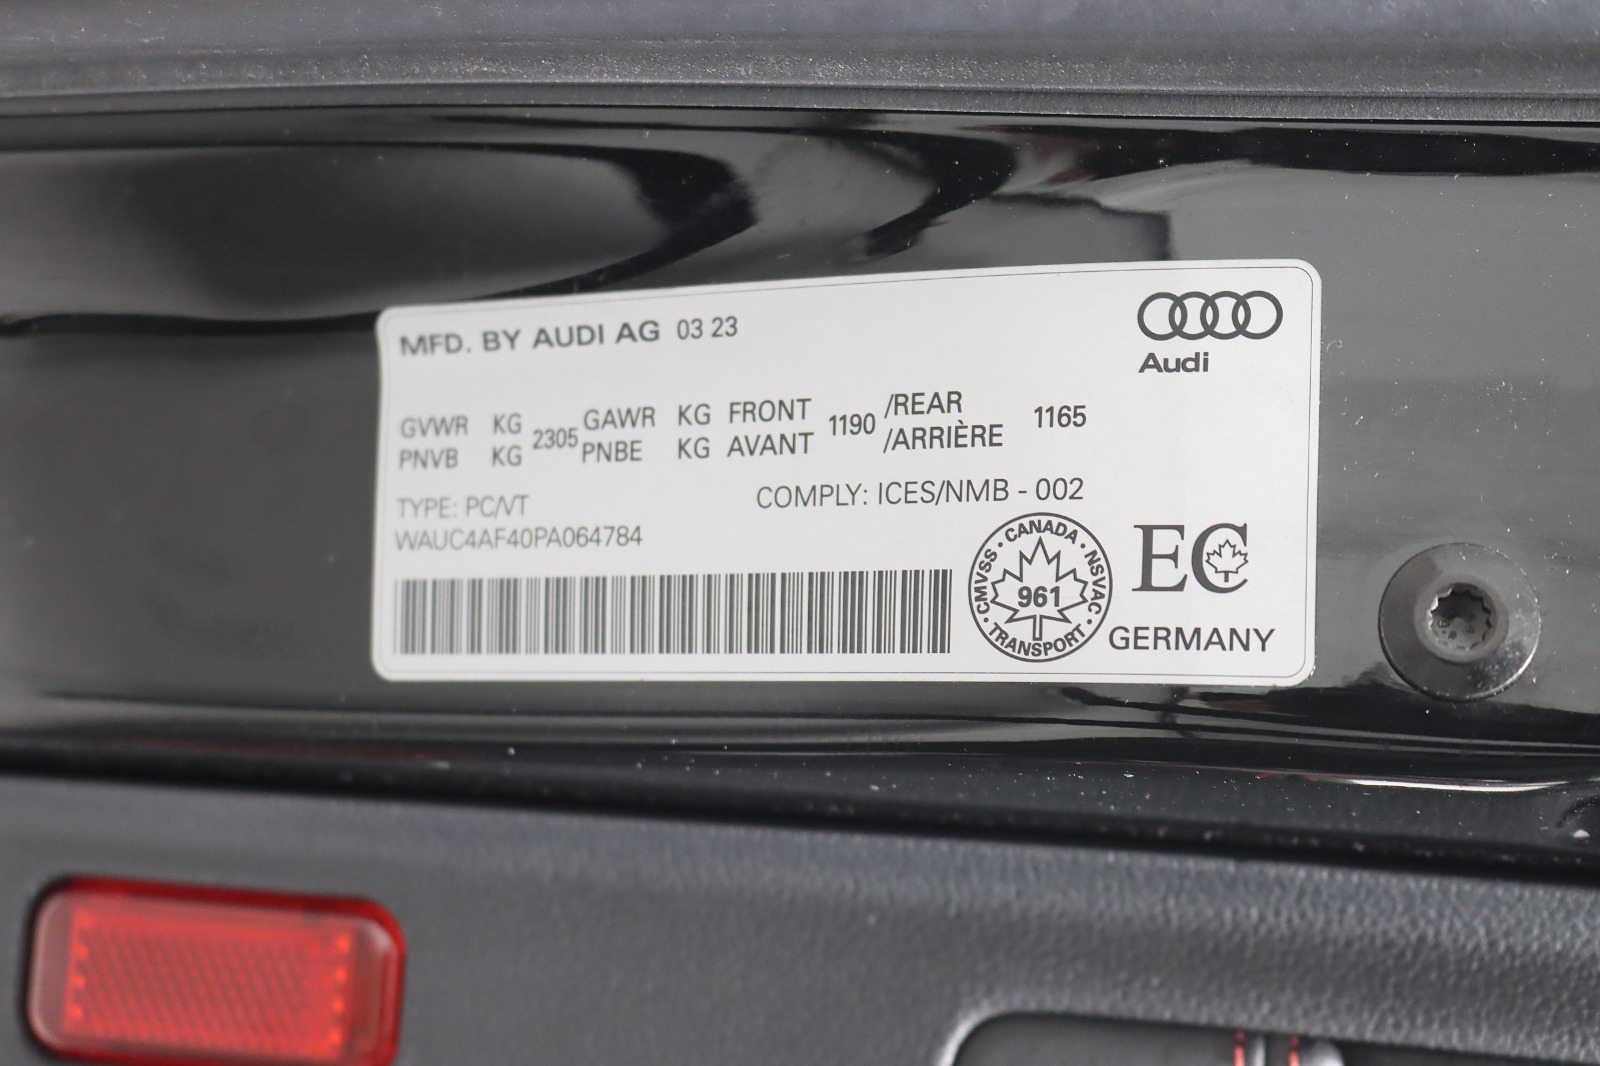 MFD. BY AUDI AG 03 23
Audi
GVWR KG 2305 GAWR KG FRONT 1190 /REAR 1165
PNVB KG PNBE KG AVANT /ARRIÈRE
TYPE: PC/VT
COMPLY: ICES/NMB - 002
WAUC4AF40PA064784
CANADA · NSVAC · TRANSPORT · CMVSS ·
961
EC
GERMANY